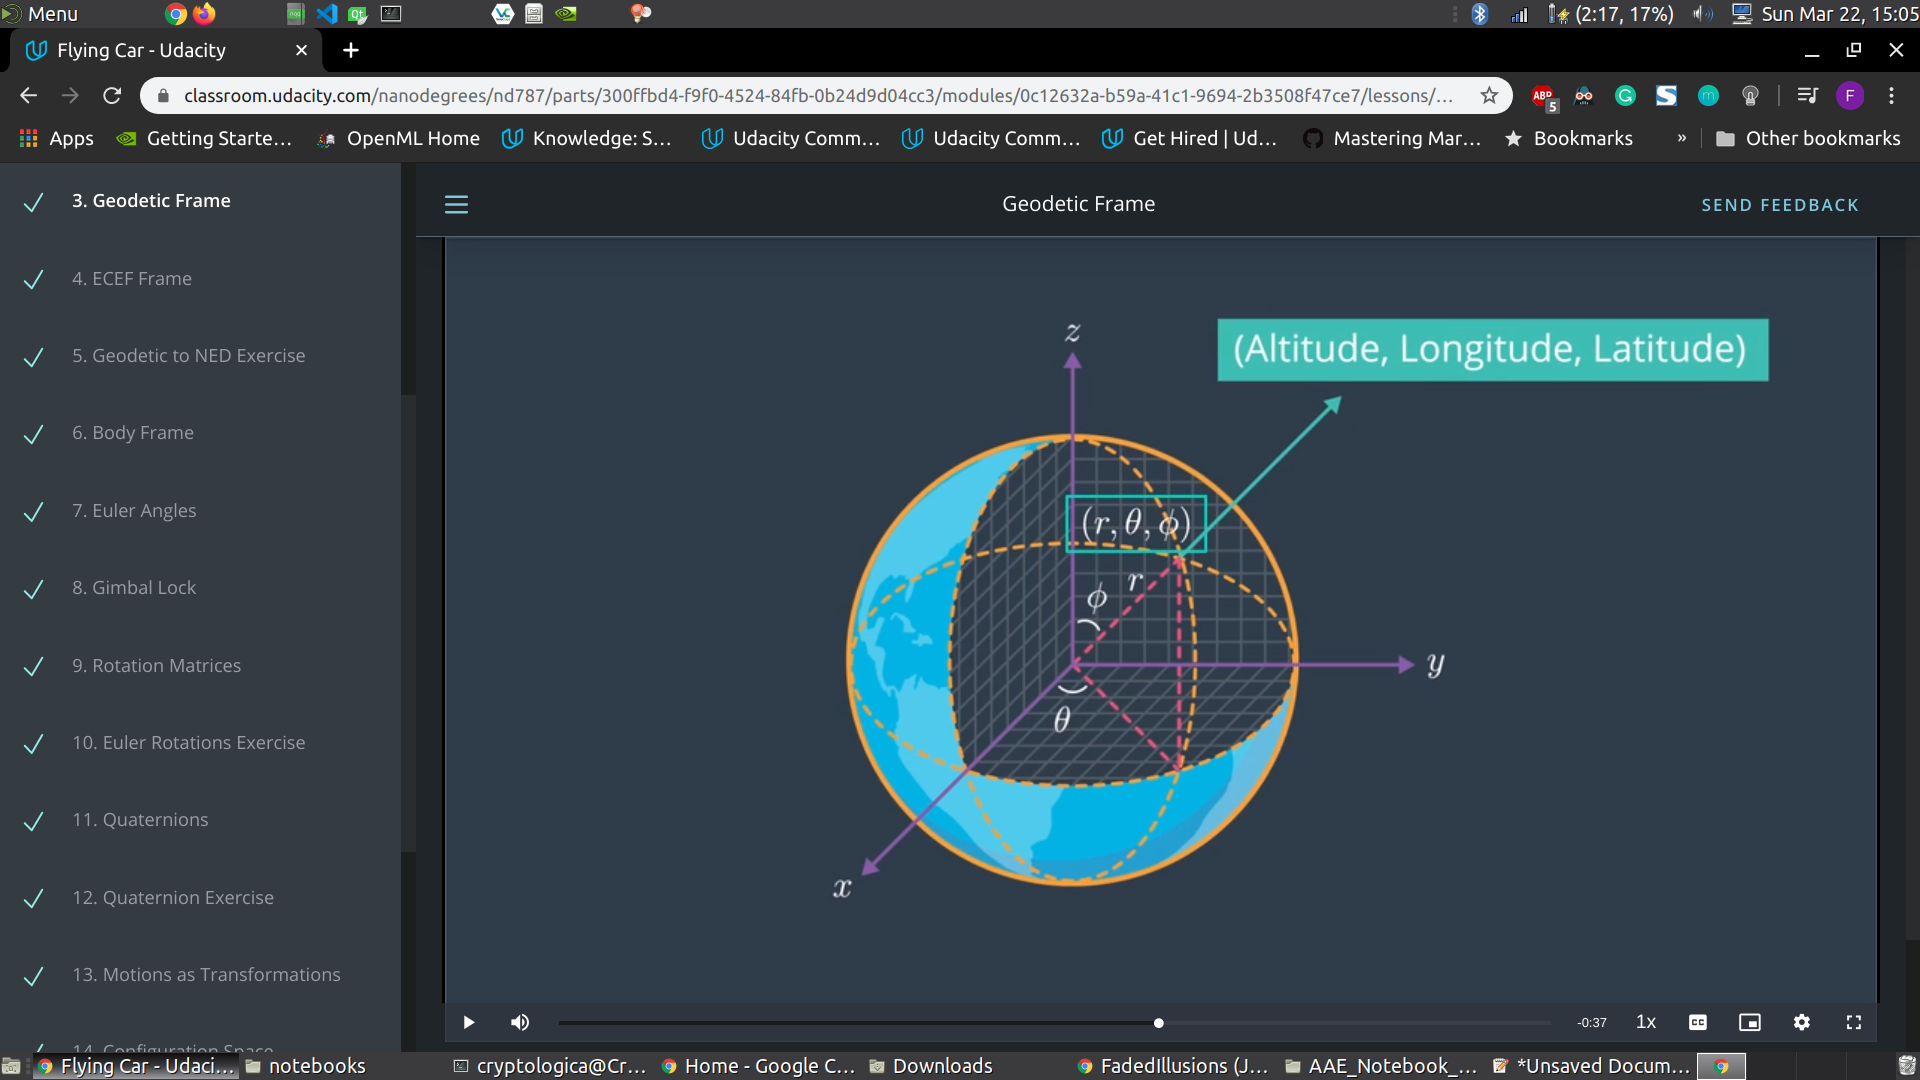 Menu
(2:17, 17%)
Sun Mar 22, 15:05
Flying Car - Udacity
classroom.udacity.com/nanodegrees/nd787/parts/300ffbd4-f9f0-4524-84fb-0b24d9d04cc3/modules/0c12632a-b59a-41c1-9694-2b3508f47ce7/lessons/...
ABP
5
F
Apps
Getting Starte...
OpenML Home
Knowledge: S...
Udacity Comm...
Udacity Comm...
Get Hired | Ud...
Mastering Mar...
Bookmarks
»
Other bookmarks
3. Geodetic Frame
4. ECEF Frame
5. Geodetic to NED Exercise
6. Body Frame
7. Euler Angles
8. Gimbal Lock
9. Rotation Matrices
10. Euler Rotations Exercise
11. Quaternions
12. Quaternion Exercise
13. Motions as Transformations
14. Configuration Space
Geodetic Frame
SEND FEEDBACK
z
(Altitude, Longitude, Latitude)
(r, θ, ϕ)
r
ϕ
y
θ
x
-0:37
1x
CC
Flying Car - Udaci...
notebooks
cryptologica@Cr...
Home - Google C...
Downloads
FadedIllusions (J...
AAE_Notebook_...
*Unsaved Docum...